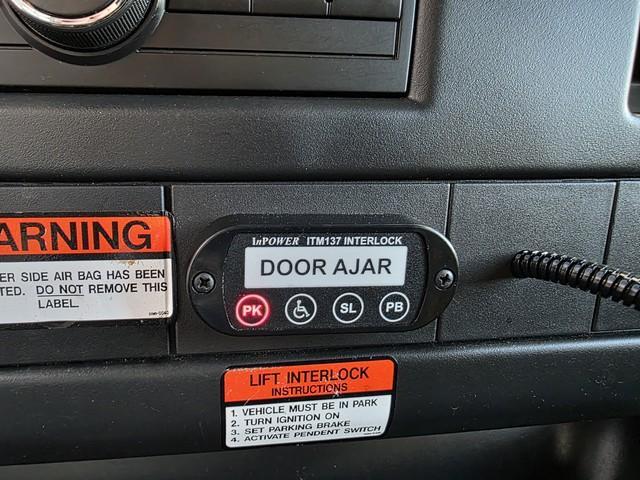 ARNING
ER SIDE AIR BAG HAS BEEN
TED. DO NOT REMOVE THIS
LABEL.
InPOWER ITM137 INTERLOCK
DOOR AJAR
PK SL PB
LIFT INTERLOCK
INSTRUCTIONS
1. VEHICLE MUST BE IN PARK
2. TURN IGNITION ON
3. SET PARKING BRAKE
4. ACTIVATE PENDENT SWITCH